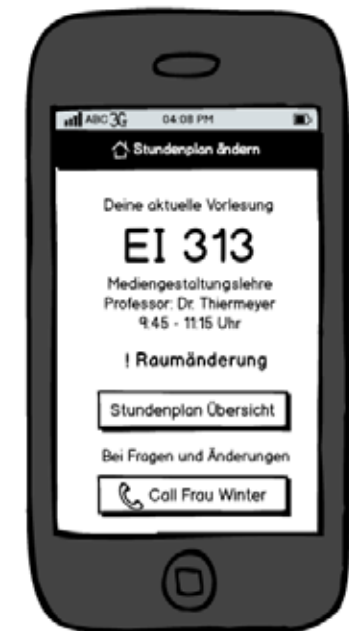 ABC 3G 04:08 PM
Stundenplan ändern
Deine aktuelle Vorlesung
EI 313
Mediengestaltungslehre
Professor: Dr. Thiermeyer
9:45 - 11:15 Uhr
! Raumänderung
Stundenplan Übersicht
Bei Fragen und Änderungen
Call Frau Winter